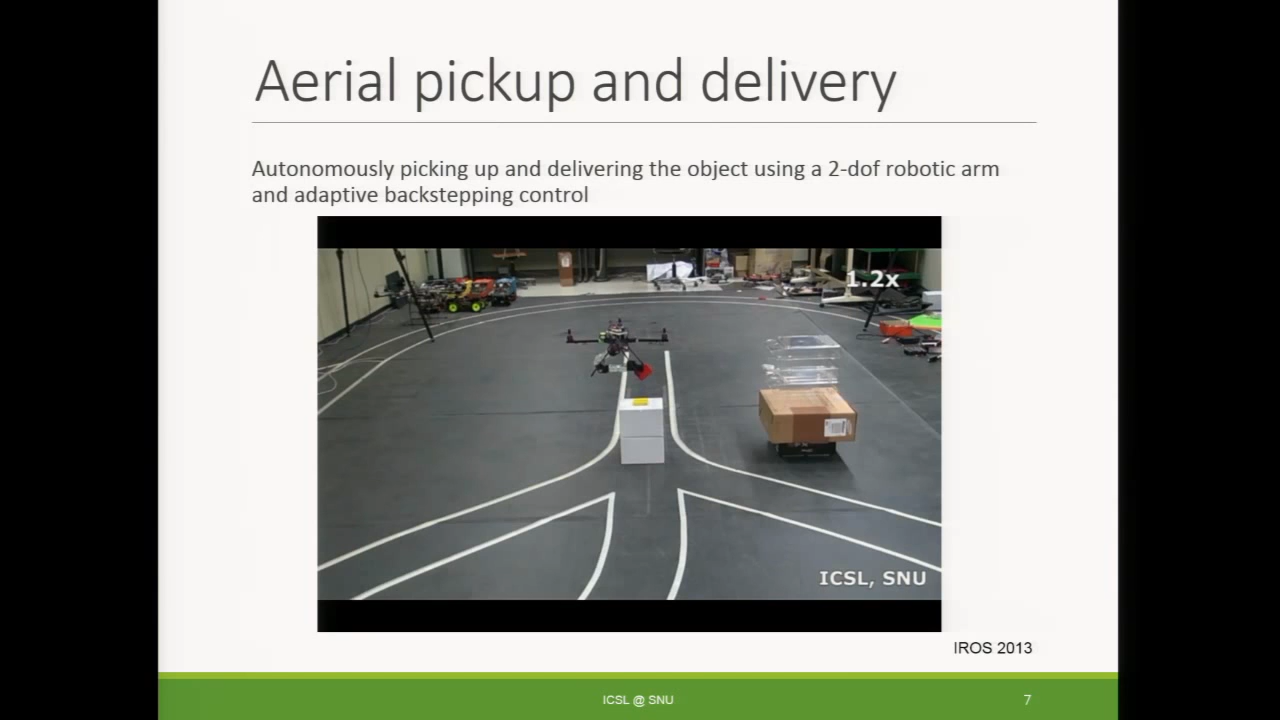 Aerial pickup and delivery
Autonomously picking up and delivering the object using a 2-dof robotic arm
and adaptive backstepping control
1.2x
ICSL, SNU
IROS 2013
ICSL @ SNU
7